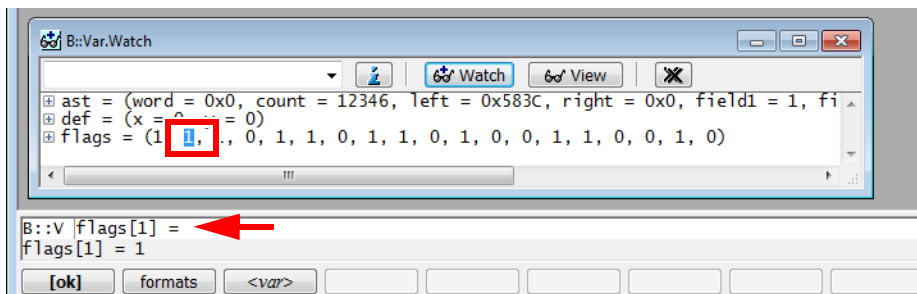 B::Var.Watch
Watch View
ast = (word = 0x0, count = 12346, left = 0x583C, right = 0x0, field1 = 1, fi
def = (x = 0, = 0)
flags = (1 1, 1, 0, 1, 1, 0, 1, 1, 0, 1, 0, 0, 1, 1, 0, 0, 1, 0)
B::V flags[1] =
flags[1] = 1
[ok] formats <var>